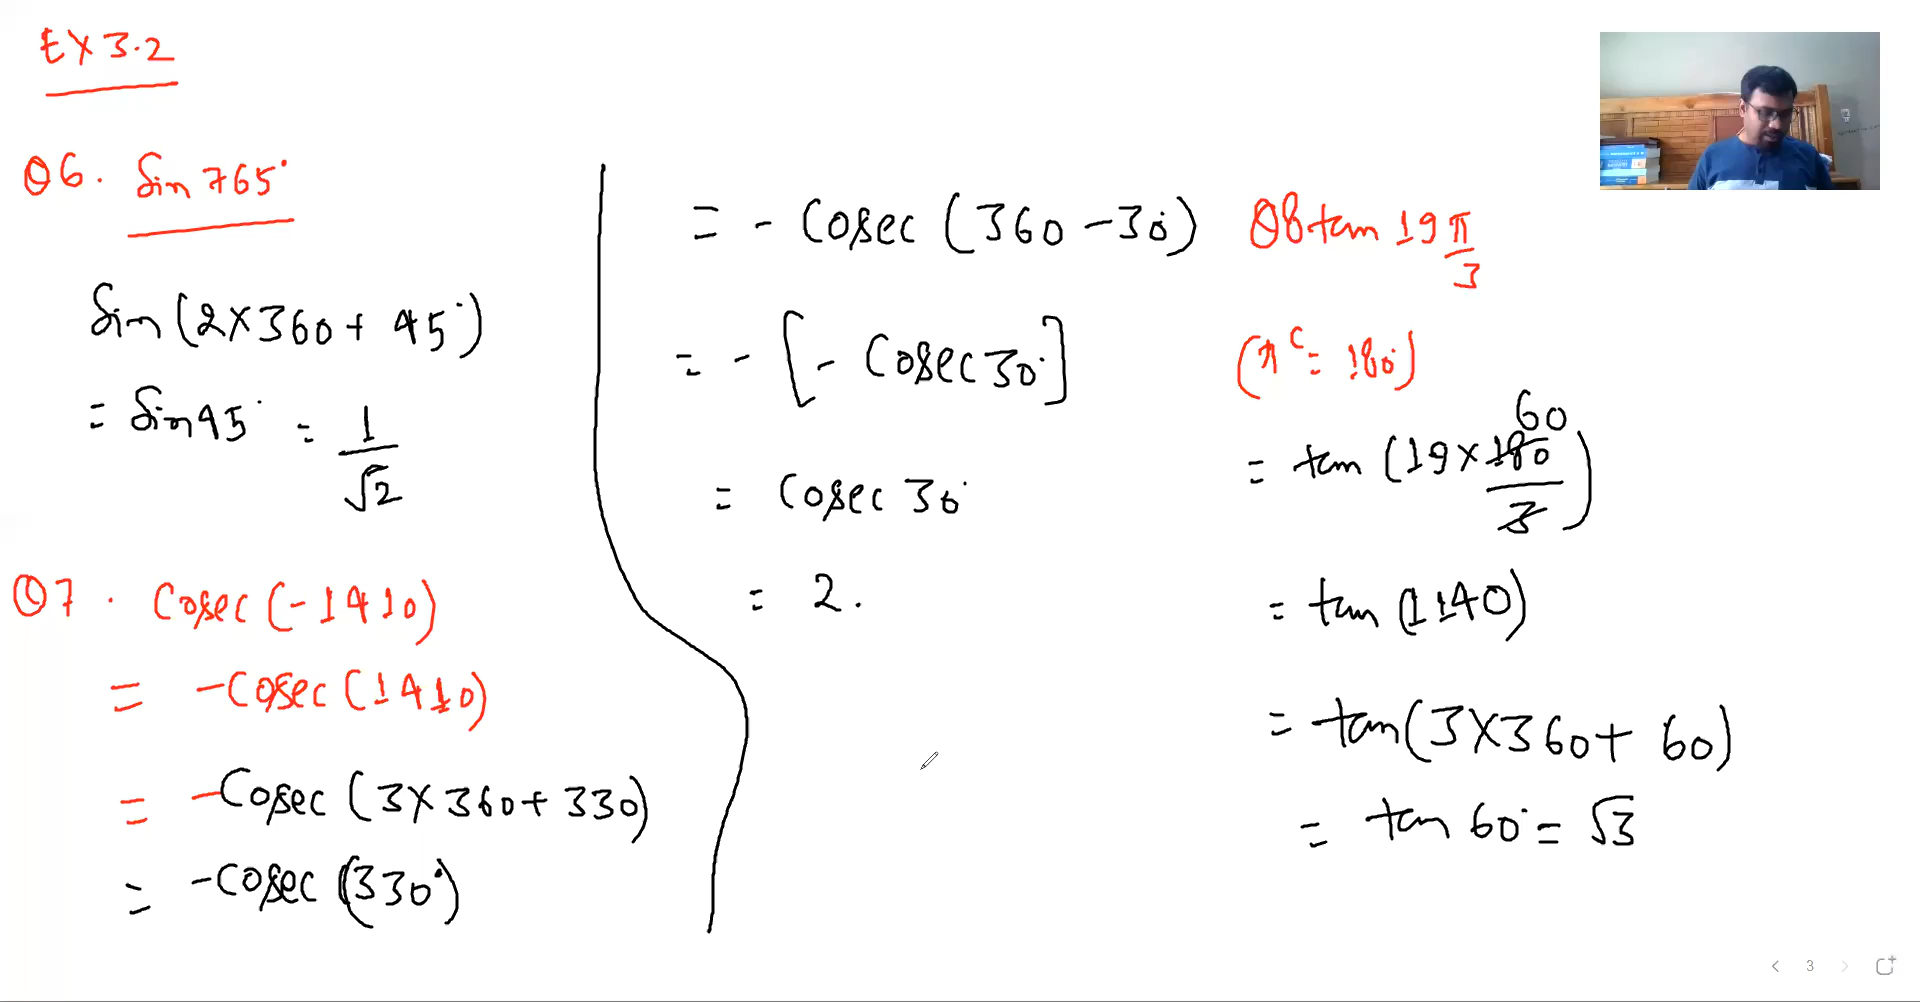 Ex 3.2
Q6. Sin 765°
Sin (2×360 + 45°)
= Sin 45° = 1/√2
Q7. Cosec (-1410)
= -Cosec (1410)
= -Cosec (3×360 + 330)
= -Cosec (330°)
= - Cosec (360 - 30°)
= - [- Cosec 30°]
= Cosec 30°
= 2.
Q8 tan 19 π/3
(π^c = 180°)
60
= tan (19 × 180/3)
= tan (1140)
= tan (3×360 + 60)
= tan 60° = √3
3